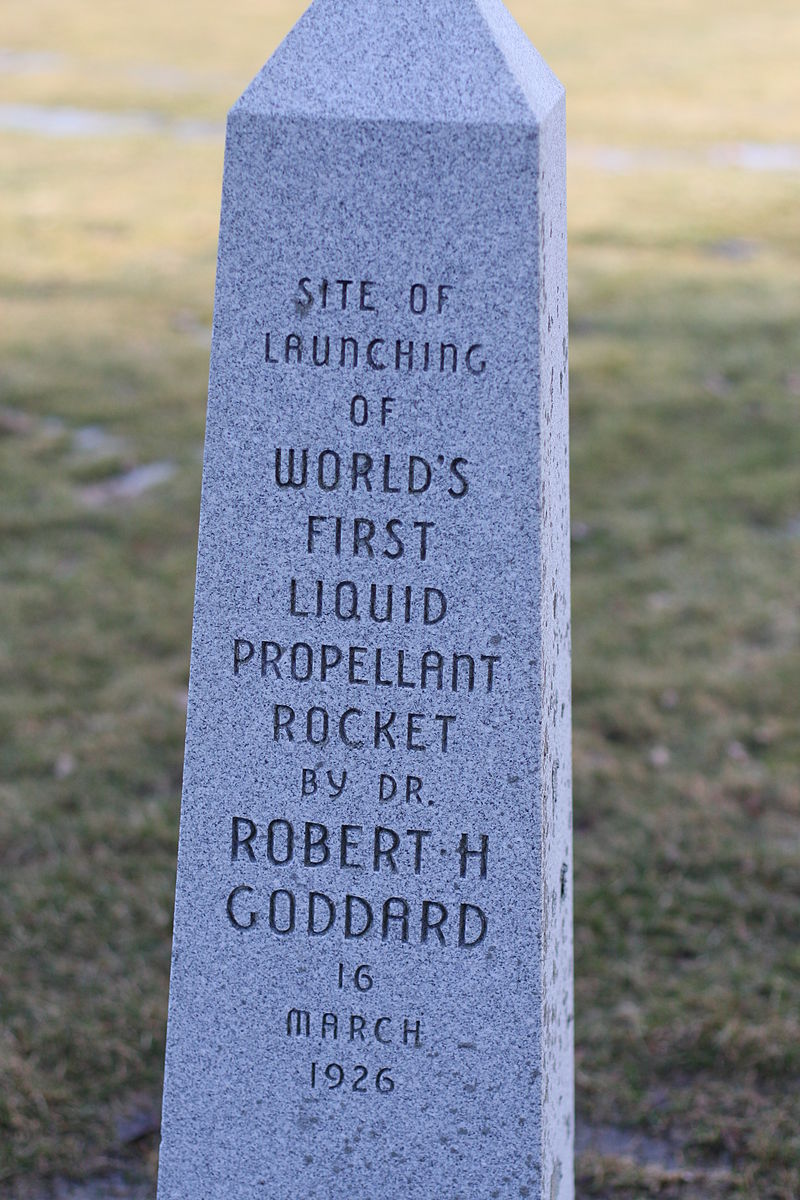 SITE OF
LAUNCHING
OF
WORLD'S
FIRST
LIQUID
PROPELLANT
ROCKET
BY DR.
ROBERT H
GODDARD
16
MARCH
1926